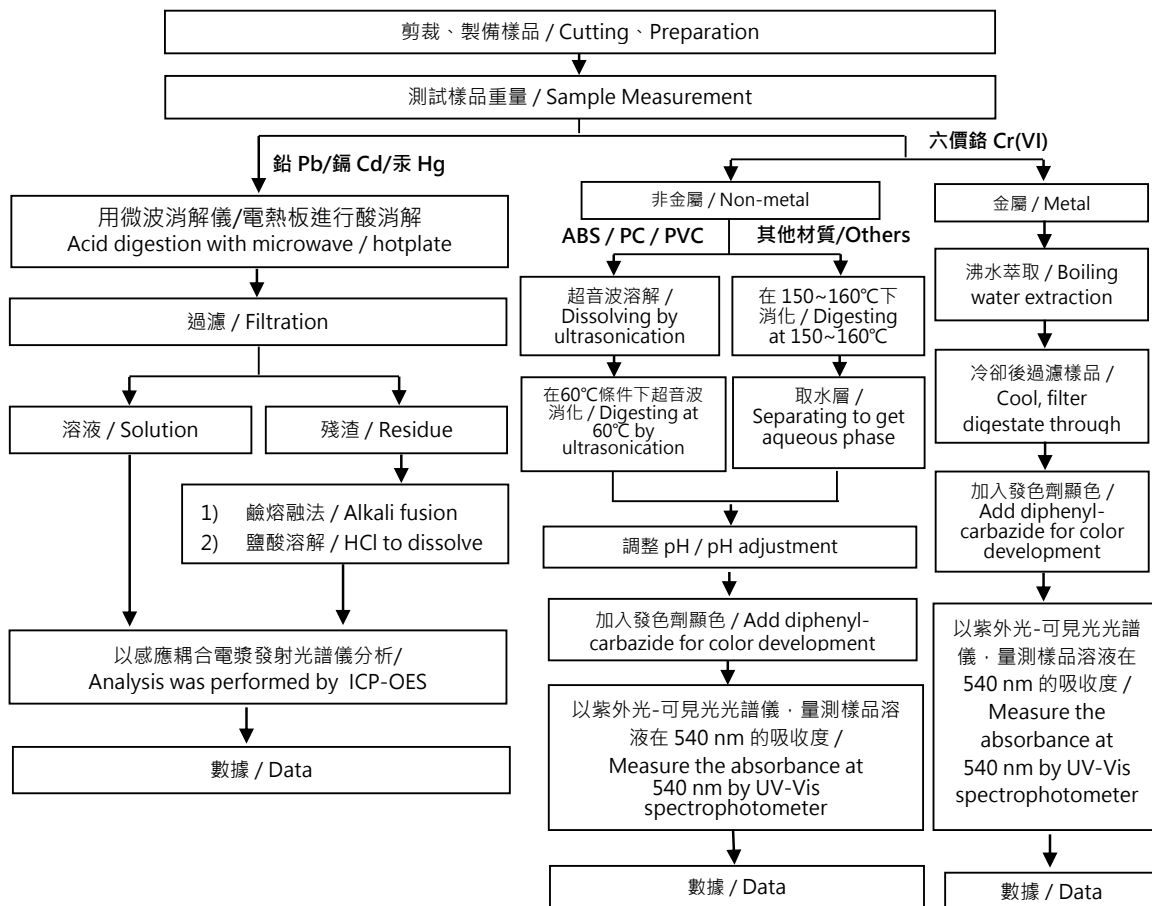 剪裁、製備樣品 / Cutting、Preparation
測試樣品重量 / Sample Measurement
鉛 Pb/鎘 Cd/汞 Hg
六價鉻 Cr(VI)
用微波消解儀/電熱板進行酸消解
Acid digestion with microwave / hotplate
過濾 / Filtration
溶液 / Solution
殘渣 / Residue
1) 鹼熔融法 / Alkali fusion
2) 鹽酸溶解 / HCl to dissolve
以感應耦合電漿發射光譜儀分析/
Analysis was performed by ICP-OES
數據 / Data
非金屬 / Non-metal
ABS / PC / PVC
其他材質/Others
超音波溶解 /
Dissolving by
ultrasonication
在 150~160℃下
消化 / Digesting
at 150~160℃
在60℃條件下超音波
消化 / Digesting at
60℃ by
ultrasonication
取水層 /
Separating to get
aqueous phase
調整 pH / pH adjustment
加入發色劑顯色 / Add diphenyl-
carbazide for color development
以紫外光-可見光光譜儀，量測樣品溶
液在 540 nm 的吸收度 /
Measure the absorbance at
540 nm by UV-Vis
spectrophotometer
數據 / Data
金屬 / Metal
沸水萃取 / Boiling
water extraction
冷卻後過濾樣品 /
Cool, filter
digestate through
加入發色劑顯色 /
Add diphenyl-
carbazide for color
development
以紫外光-可見光光譜
儀，量測樣品溶液在
540 nm 的吸收度 /
Measure the
absorbance at
540 nm by UV-Vis
spectrophotometer
數據 / Data